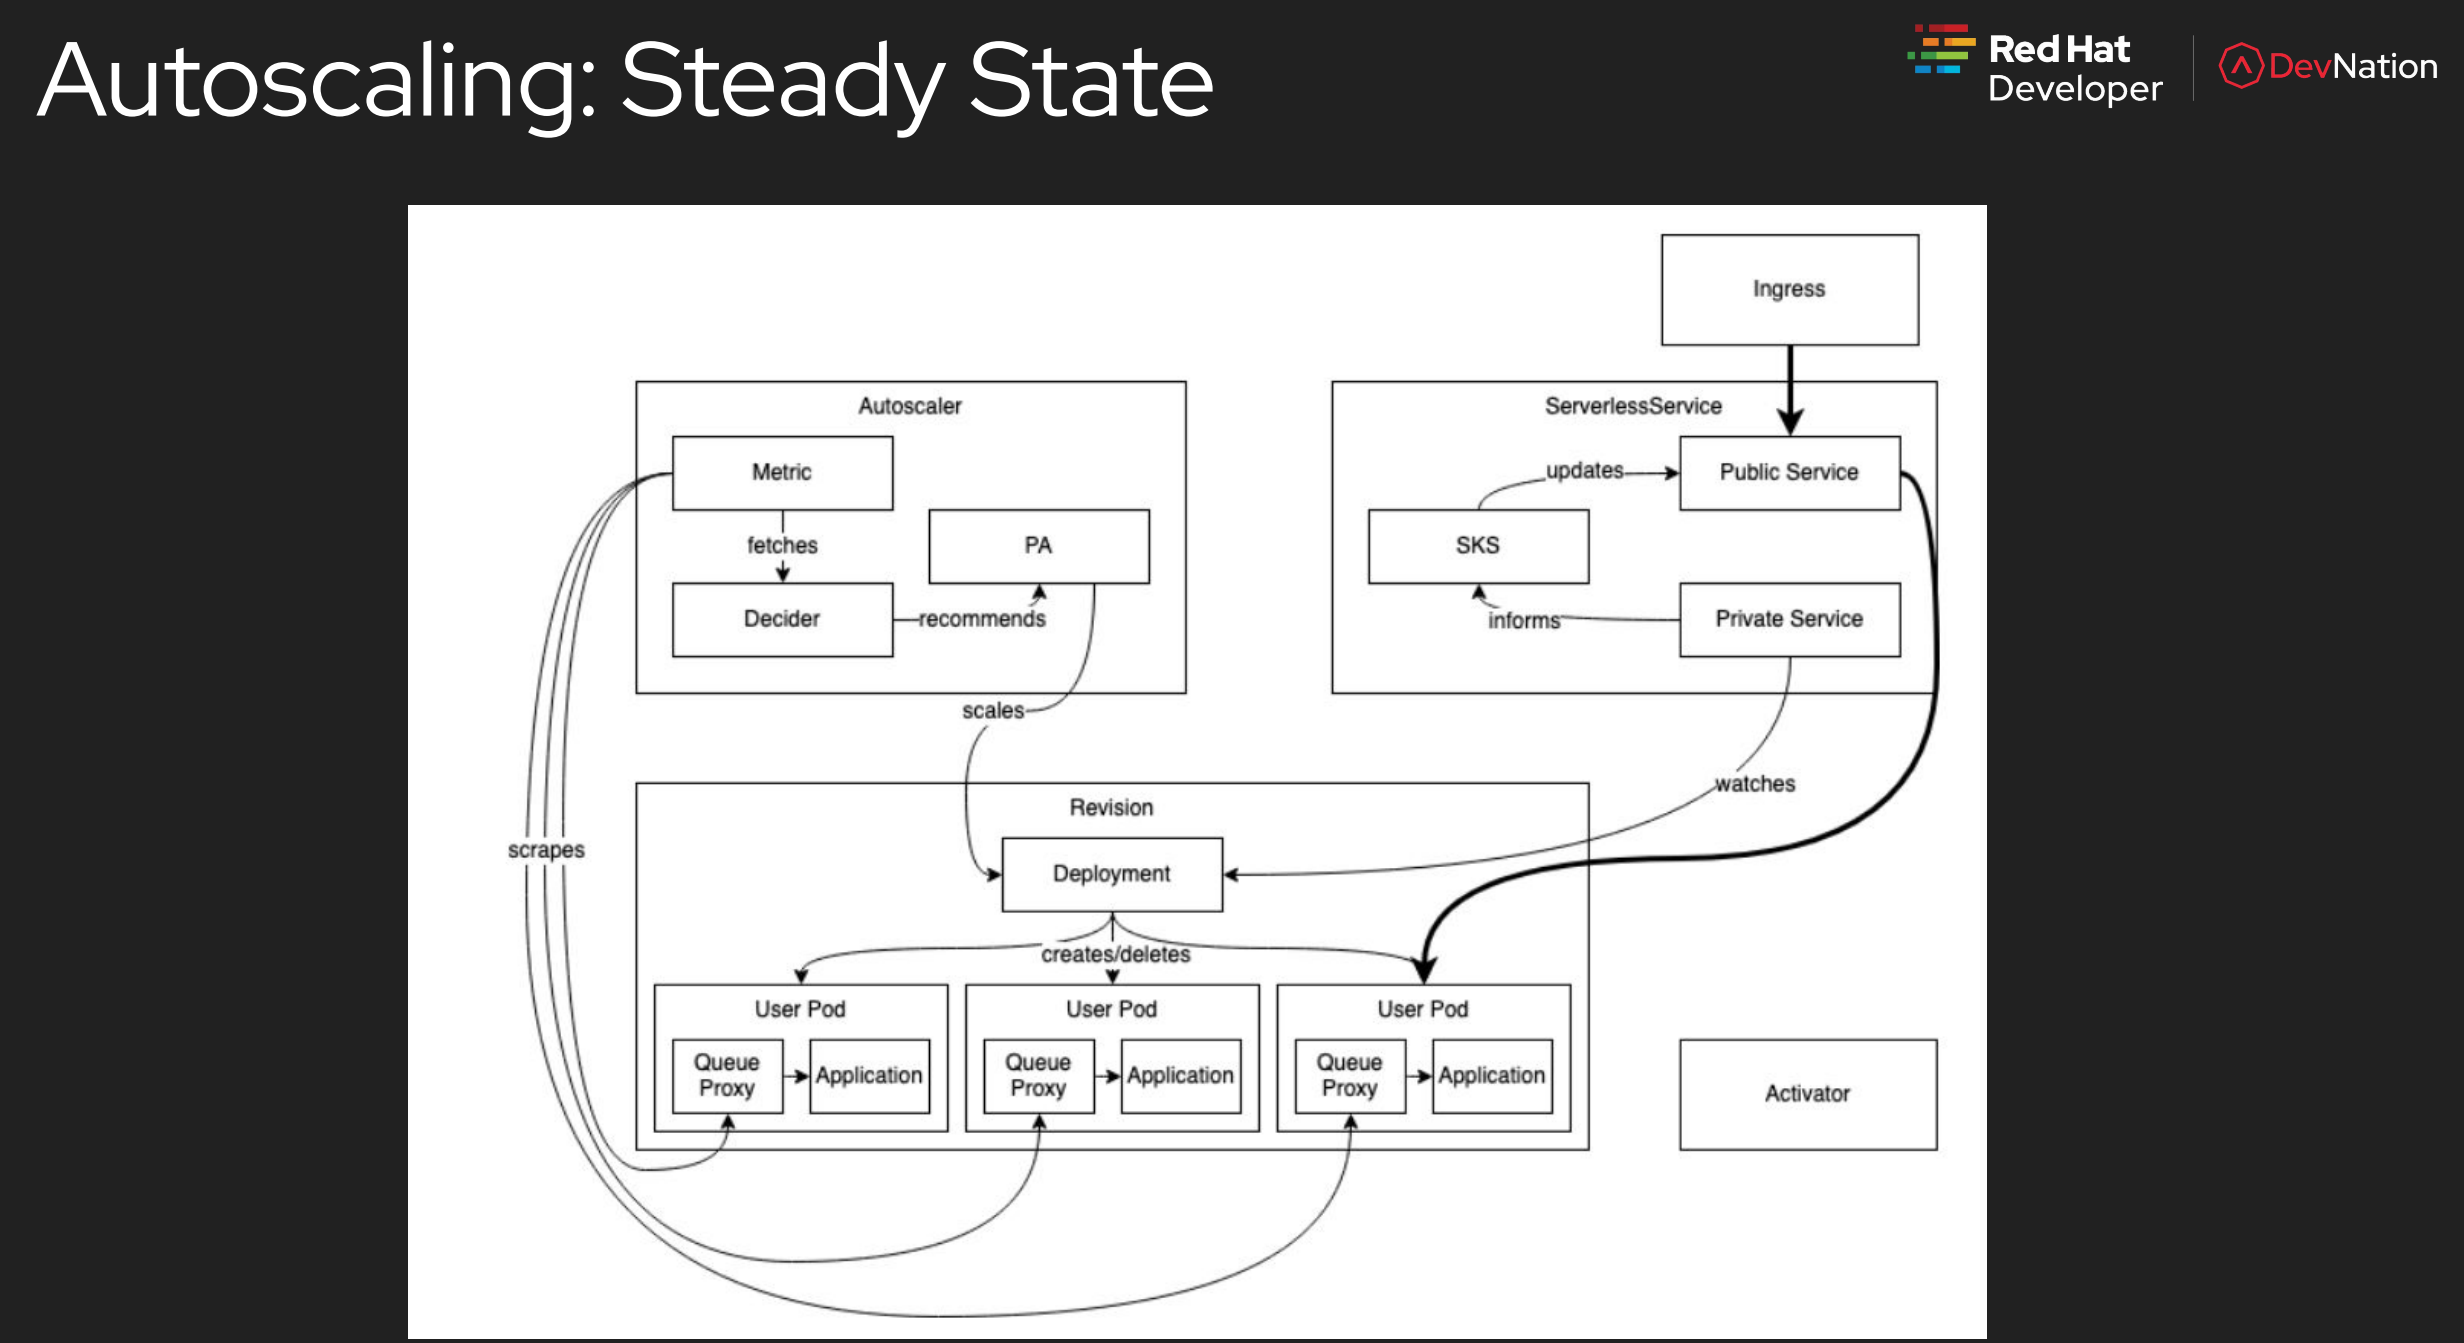 Autoscaling: Steady State
Red Hat
Developer
DevNation
Ingress
Autoscaler
ServerlessService
Metric
updates
Public Service
fetches
PA
SKS
Decider
recommends
informs
Private Service
scales
watches
Revision
scrapes
Deployment
creates/deletes
User Pod
User Pod
User Pod
Queue
Proxy
Application
Queue
Proxy
Application
Queue
Proxy
Application
Activator